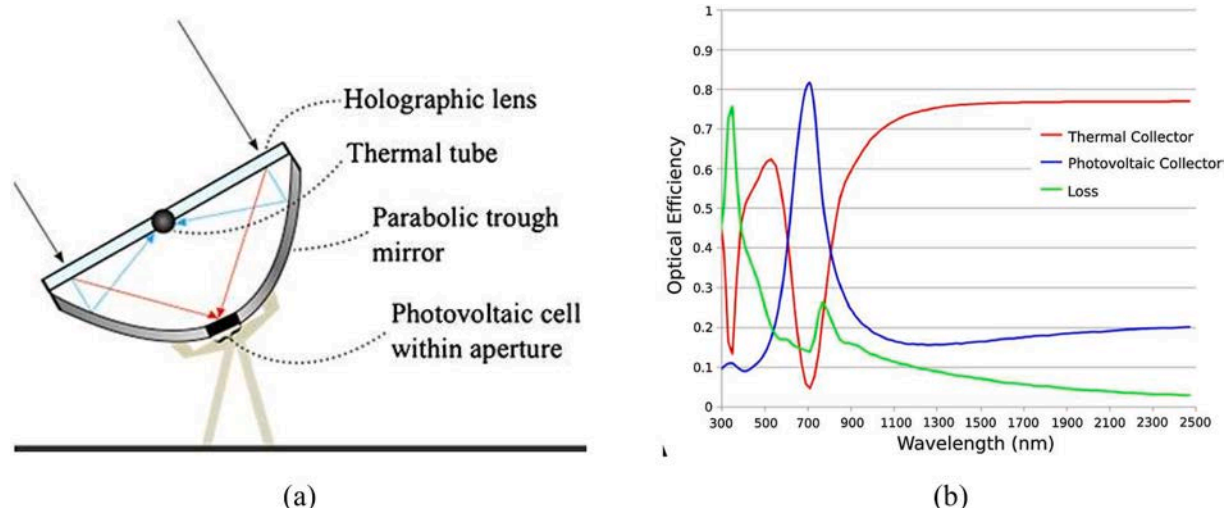 Holographic lens
Thermal tube
Parabolic trough
mirror
Photovoltaic cell
within aperture
(a)
1
0.9
0.8
0.7
0.6
0.5
0.4
0.3
0.2
0.1
0
Optical Efficiency
Thermal Collector
Photovoltaic Collector
Loss
300 500 700 900 1100 1300 1500 1700 1900 2100 2300 2500
Wavelength (nm)
(b)